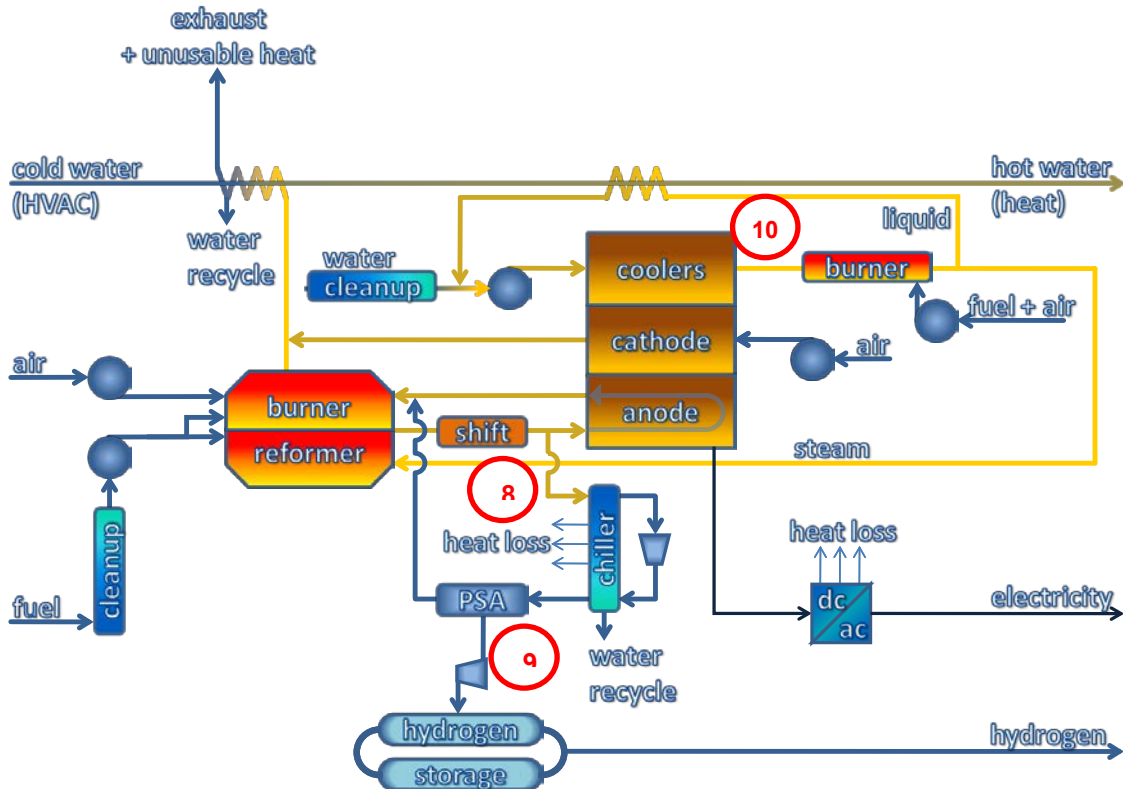 exhaust
+ unusable heat
cold water
(HVAC)
hot water
(heat)
water
recycle
liquid
10
water
cleanup
coolers
burner
fuel + air
cathode
air
air
burner
anode
shift
reformer
steam
8
cleanup
heat loss
chiller
heat loss
fuel
PSA
dc
ac
electricity
9
water
recycle
hydrogen
storage
hydrogen